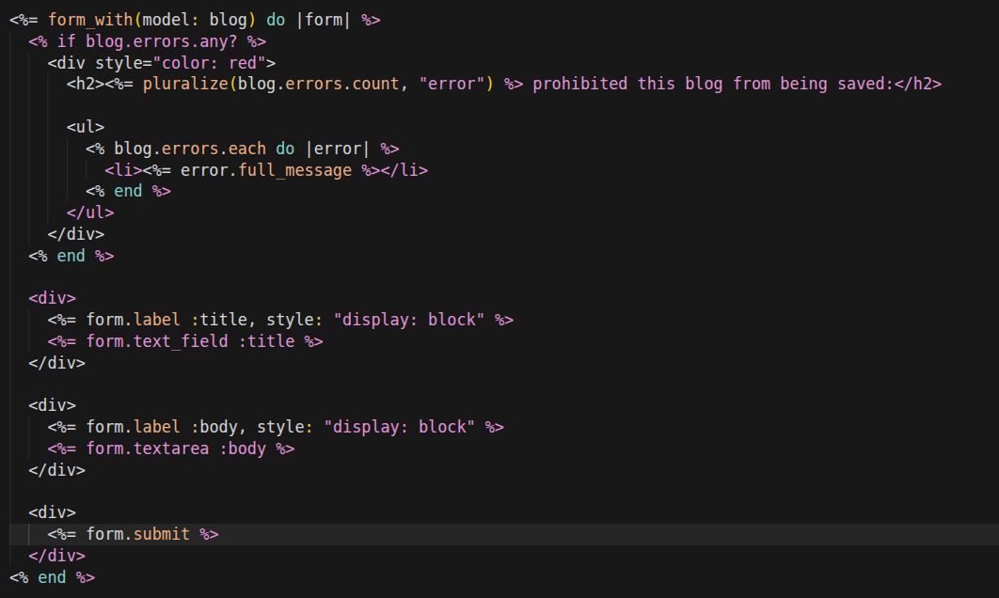 <%= form_with(model: blog) do |form| %>
  <% if blog.errors.any? %>
    <div style="color: red">
      <h2><%= pluralize(blog.errors.count, "error") %> prohibited this blog from being saved:</h2>

      <ul>
        <% blog.errors.each do |error| %>
          <li><%= error.full_message %></li>
        <% end %>
      </ul>
    </div>
  <% end %>

  <div>
    <%= form.label :title, style: "display: block" %>
    <%= form.text_field :title %>
  </div>

  <div>
    <%= form.label :body, style: "display: block" %>
    <%= form.textarea :body %>
  </div>

  <div>
    <%= form.submit %>
  </div>
<% end %>